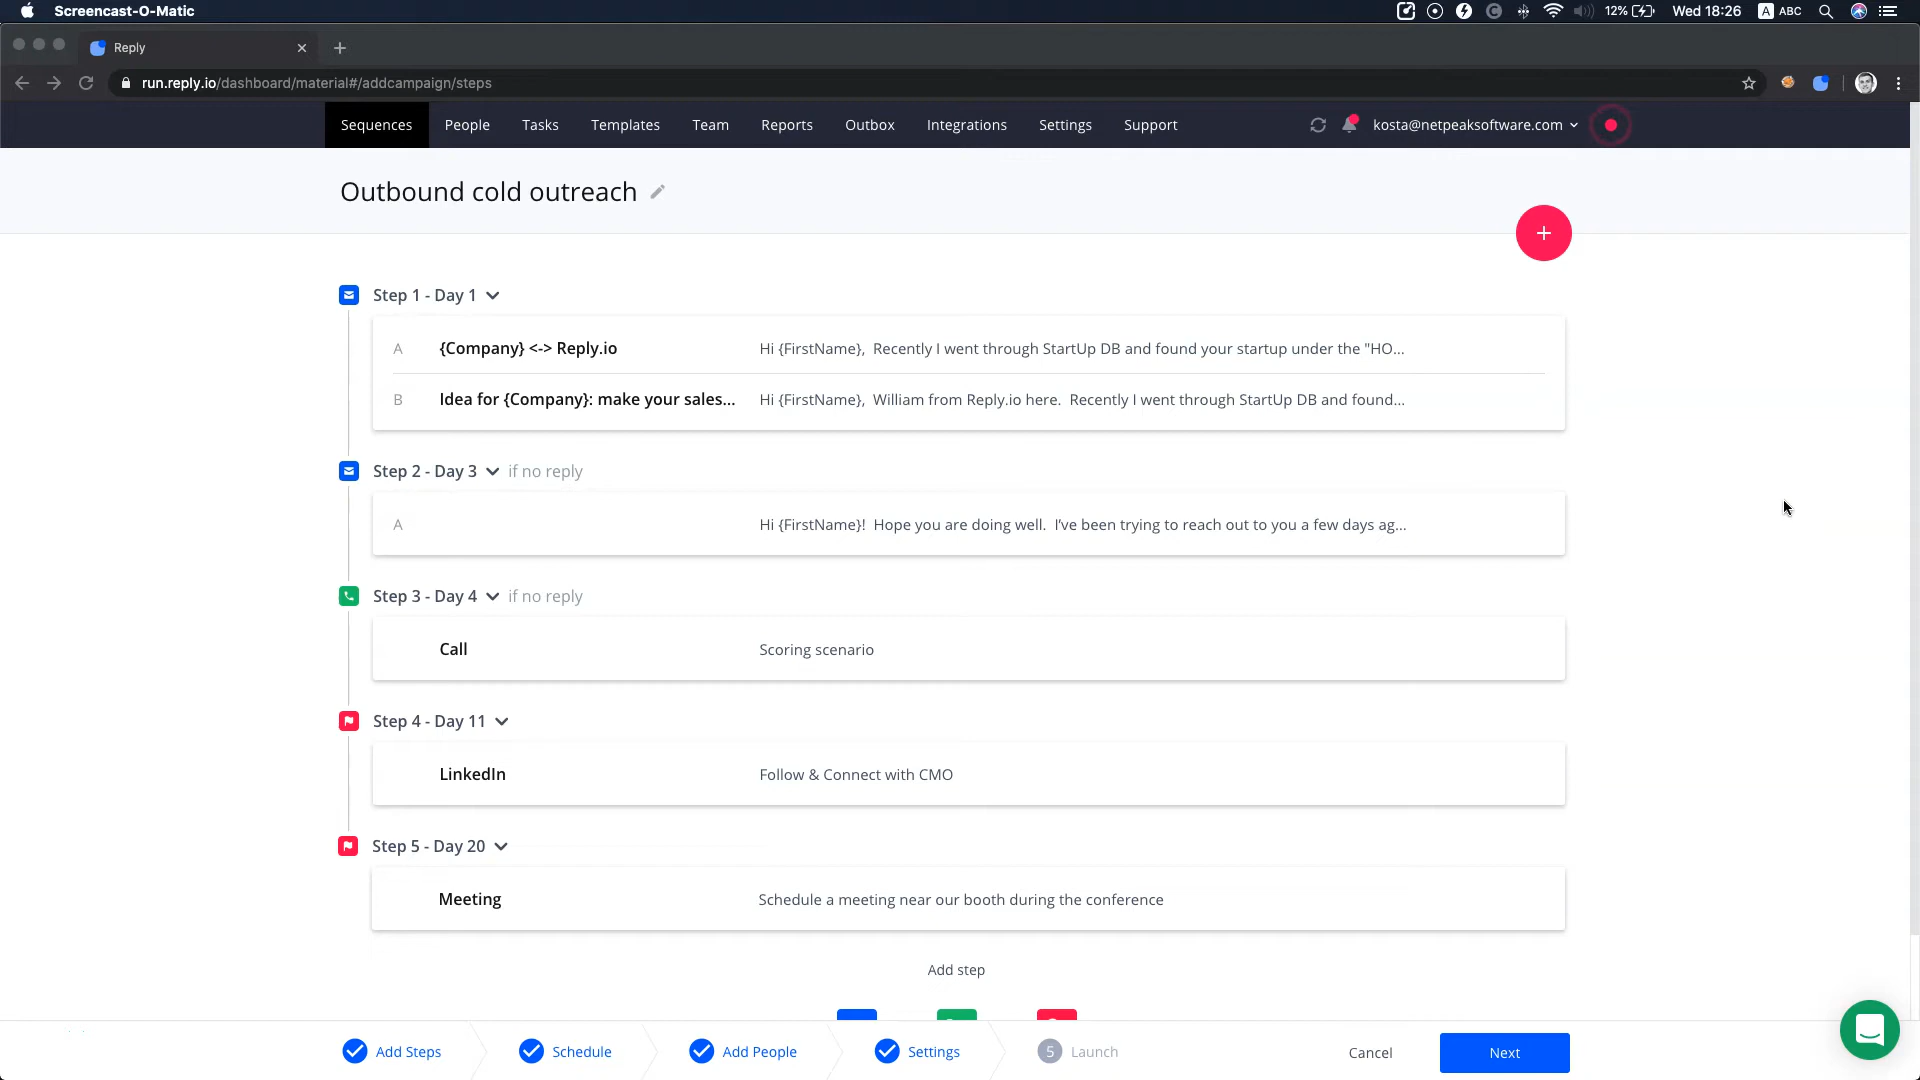 Screencast-O-Matic
12%
Wed 18:26
A ABC
Reply
run.reply.io/dashboard/material#/addcampaign/steps
Sequences People Tasks Templates Team Reports Outbox Integrations Settings Support kosta@netpeaksoftware.com
Outbound cold outreach
Step 1 - Day 1
A {Company} <-> Reply.io Hi {FirstName}, Recently I went through StartUp DB and found your startup under the "HO...
B Idea for {Company}: make your sales... Hi {FirstName}, William from Reply.io here. Recently I went through StartUp DB and found...
Step 2 - Day 3 if no reply
A Hi {FirstName}! Hope you are doing well. I've been trying to reach out to you a few days ag...
Step 3 - Day 4 if no reply
Call Scoring scenario
Step 4 - Day 11
LinkedIn Follow & Connect with CMO
Step 5 - Day 20
Meeting Schedule a meeting near our booth during the conference
Add step
Add Steps Schedule Add People Settings 5 Launch Cancel Next